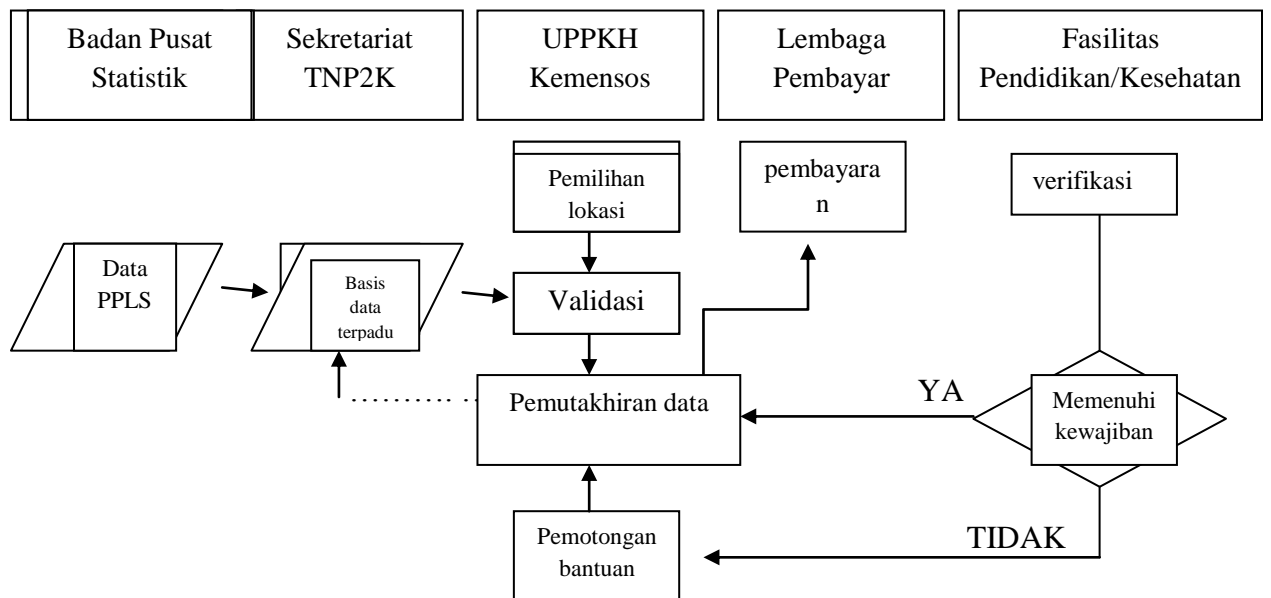 Badan Pusat
Statistik
Sekretariat
TNP2K
UPPKH
Kemensos
Lembaga
Pembayar
Fasilitas
Pendidikan/Kesehatan
Pemilihan
lokasi
pembayara
n
verifikasi
Data
PPLS
Basis
data
terpadu
Validasi
Pemutakhiran data
YA
Memenuhi
kewajiban
Pemotongan
bantuan
TIDAK